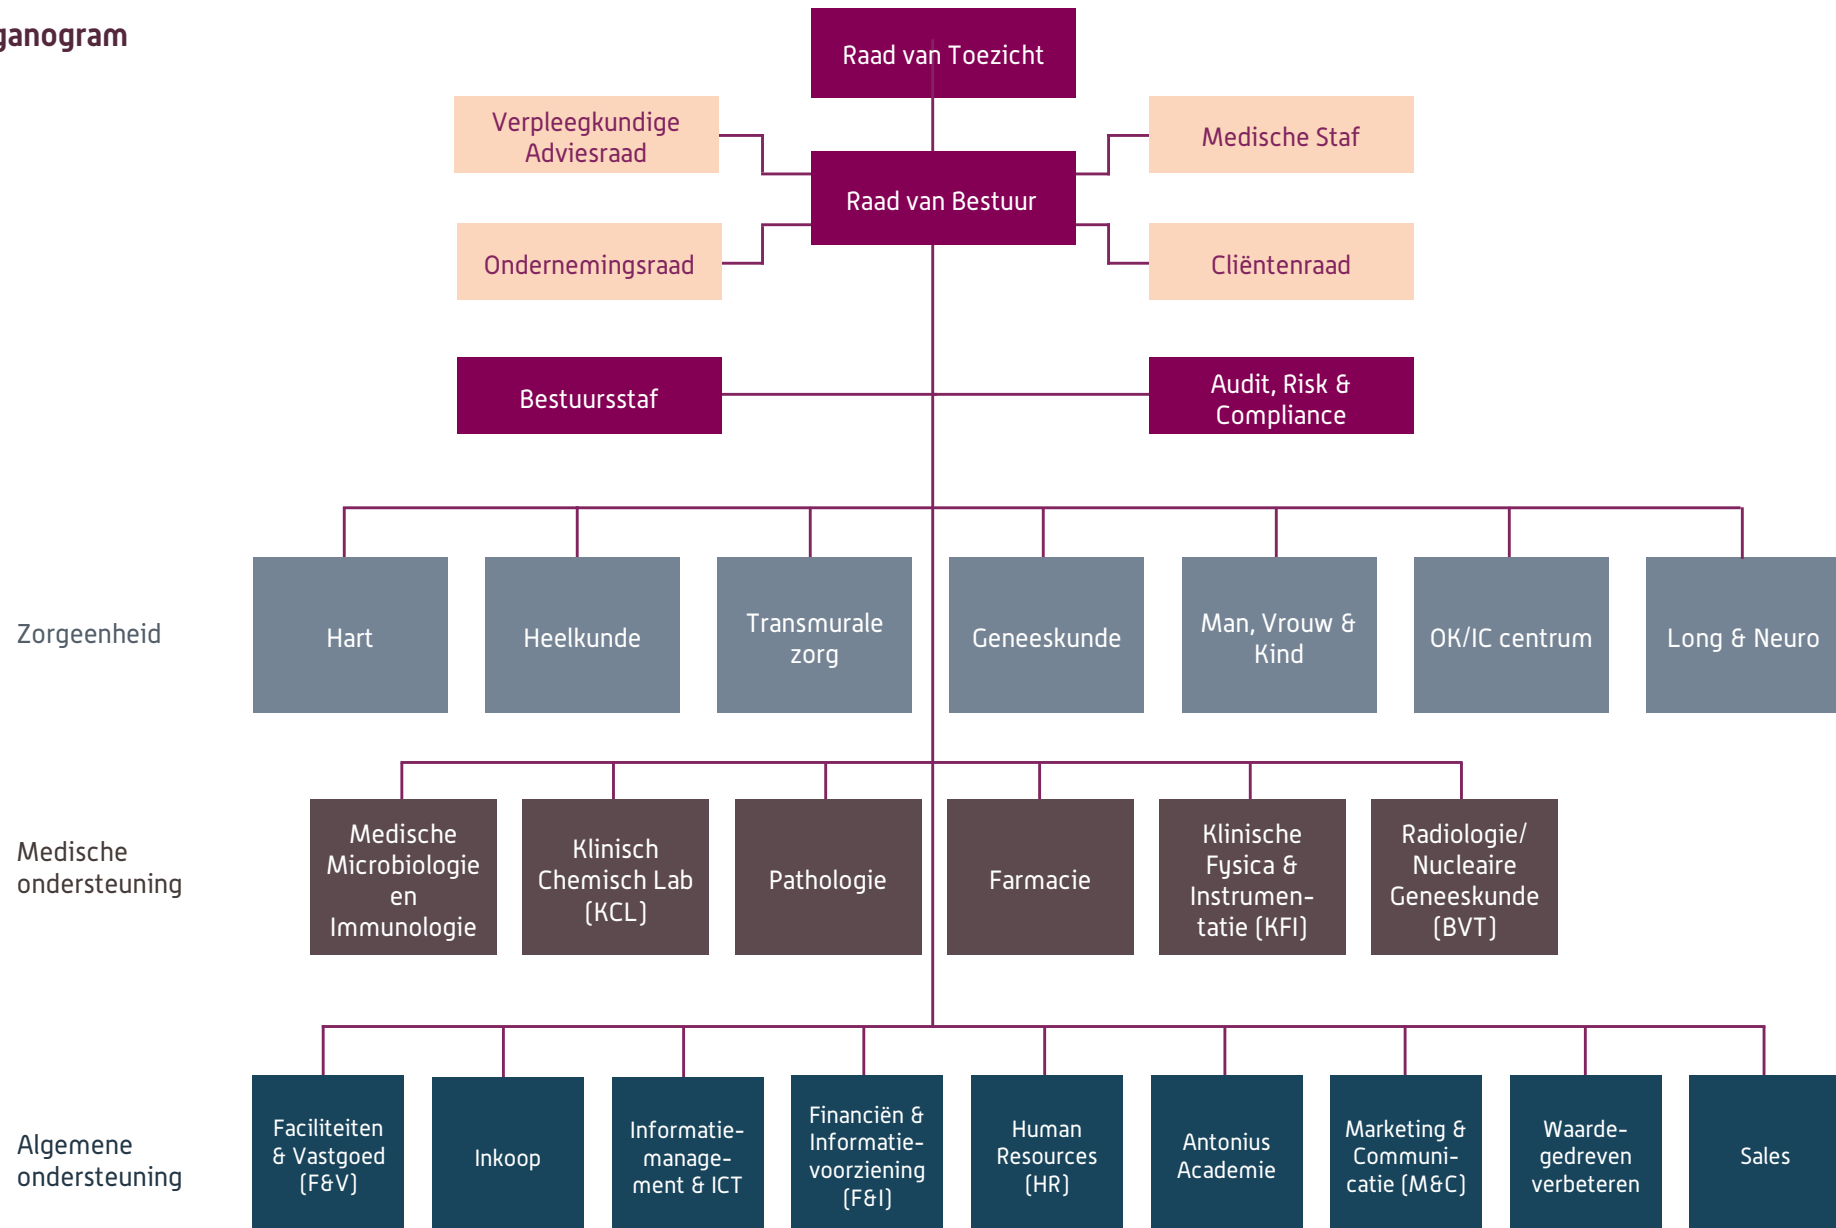 ganogram
Raad van Toezicht
Verpleegkundige
Adviesraad
Medische Staf
Raad van Bestuur
Ondernemingsraad
Cliëntenraad
Bestuursstaf
Audit, Risk &
Compliance
Zorgeenheid
Hart
Heelkunde
Transmurale
zorg
Geneeskunde
Man, Vrouw &
Kind
OK/IC centrum
Long & Neuro
Medische
ondersteuning
Medische
Microbiologie
en
Immunologie
Klinisch
Chemisch Lab
(KCL)
Pathologie
Farmacie
Klinische
Fysica &
Instrumen-
tatie (KFI)
Radiologie/
Nucleaire
Geneeskunde
(BVT)
Algemene
ondersteuning
Faciliteiten
& Vastgoed
(F&V)
Inkoop
Informatie-
manage-
ment & ICT
Financiën &
Informatie-
voorziening
(F&I)
Human
Resources
(HR)
Antonius
Academie
Marketing &
Communi-
catie (M&C)
Waarde-
gedreven
verbeteren
Sales